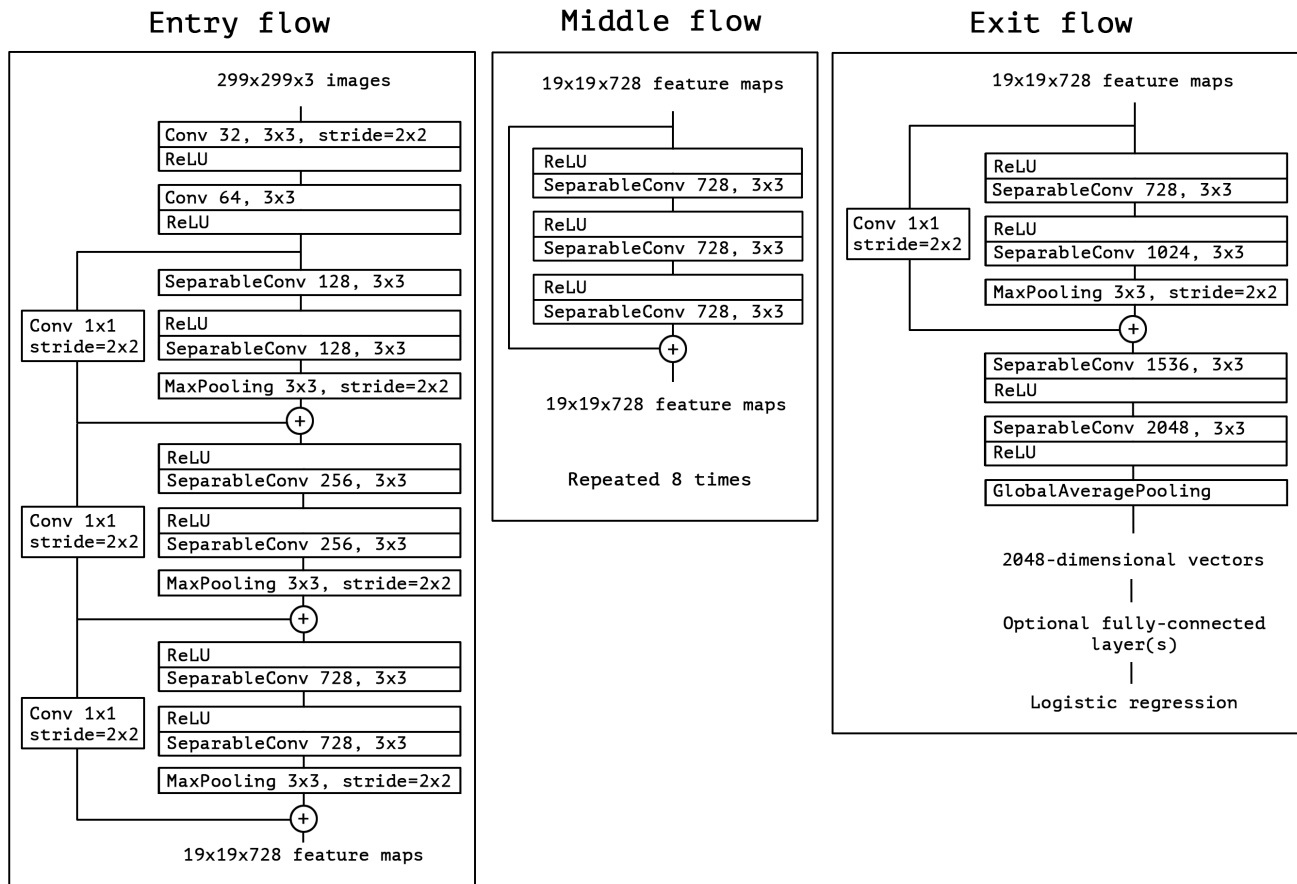 Entry flow
299x299x3 images
Conv 32, 3x3, stride=2x2
ReLU
Conv 64, 3x3
ReLU
SeparableConv 128, 3x3
Conv 1x1
stride=2x2
ReLU
SeparableConv 128, 3x3
MaxPooling 3x3, stride=2x2
+
ReLU
SeparableConv 256, 3x3
Conv 1x1
stride=2x2
ReLU
SeparableConv 256, 3x3
MaxPooling 3x3, stride=2x2
+
ReLU
SeparableConv 728, 3x3
Conv 1x1
stride=2x2
ReLU
SeparableConv 728, 3x3
MaxPooling 3x3, stride=2x2
+
19x19x728 feature maps
Middle flow
19x19x728 feature maps
ReLU
SeparableConv 728, 3x3
ReLU
SeparableConv 728, 3x3
ReLU
SeparableConv 728, 3x3
+
19x19x728 feature maps
Repeated 8 times
Exit flow
19x19x728 feature maps
ReLU
SeparableConv 728, 3x3
Conv 1x1
stride=2x2
ReLU
SeparableConv 1024, 3x3
MaxPooling 3x3, stride=2x2
+
SeparableConv 1536, 3x3
ReLU
SeparableConv 2048, 3x3
ReLU
GlobalAveragePooling
2048-dimensional vectors
Optional fully-connected
layer(s)
Logistic regression